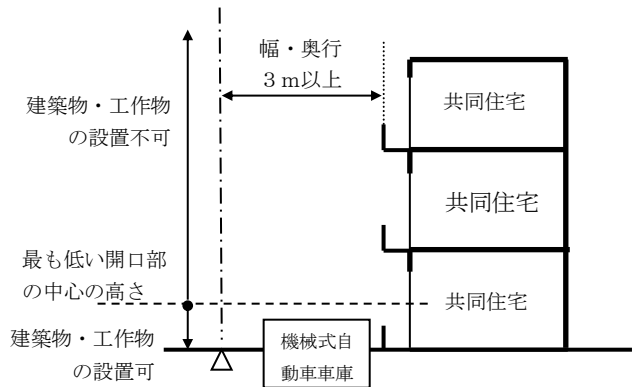 幅・奥行
３ｍ以上
建築物・工作物
の設置不可
共同住宅
共同住宅
最も低い開口部
の中心の高さ
共同住宅
建築物・工作物
の設置可
機械式自
動車車庫